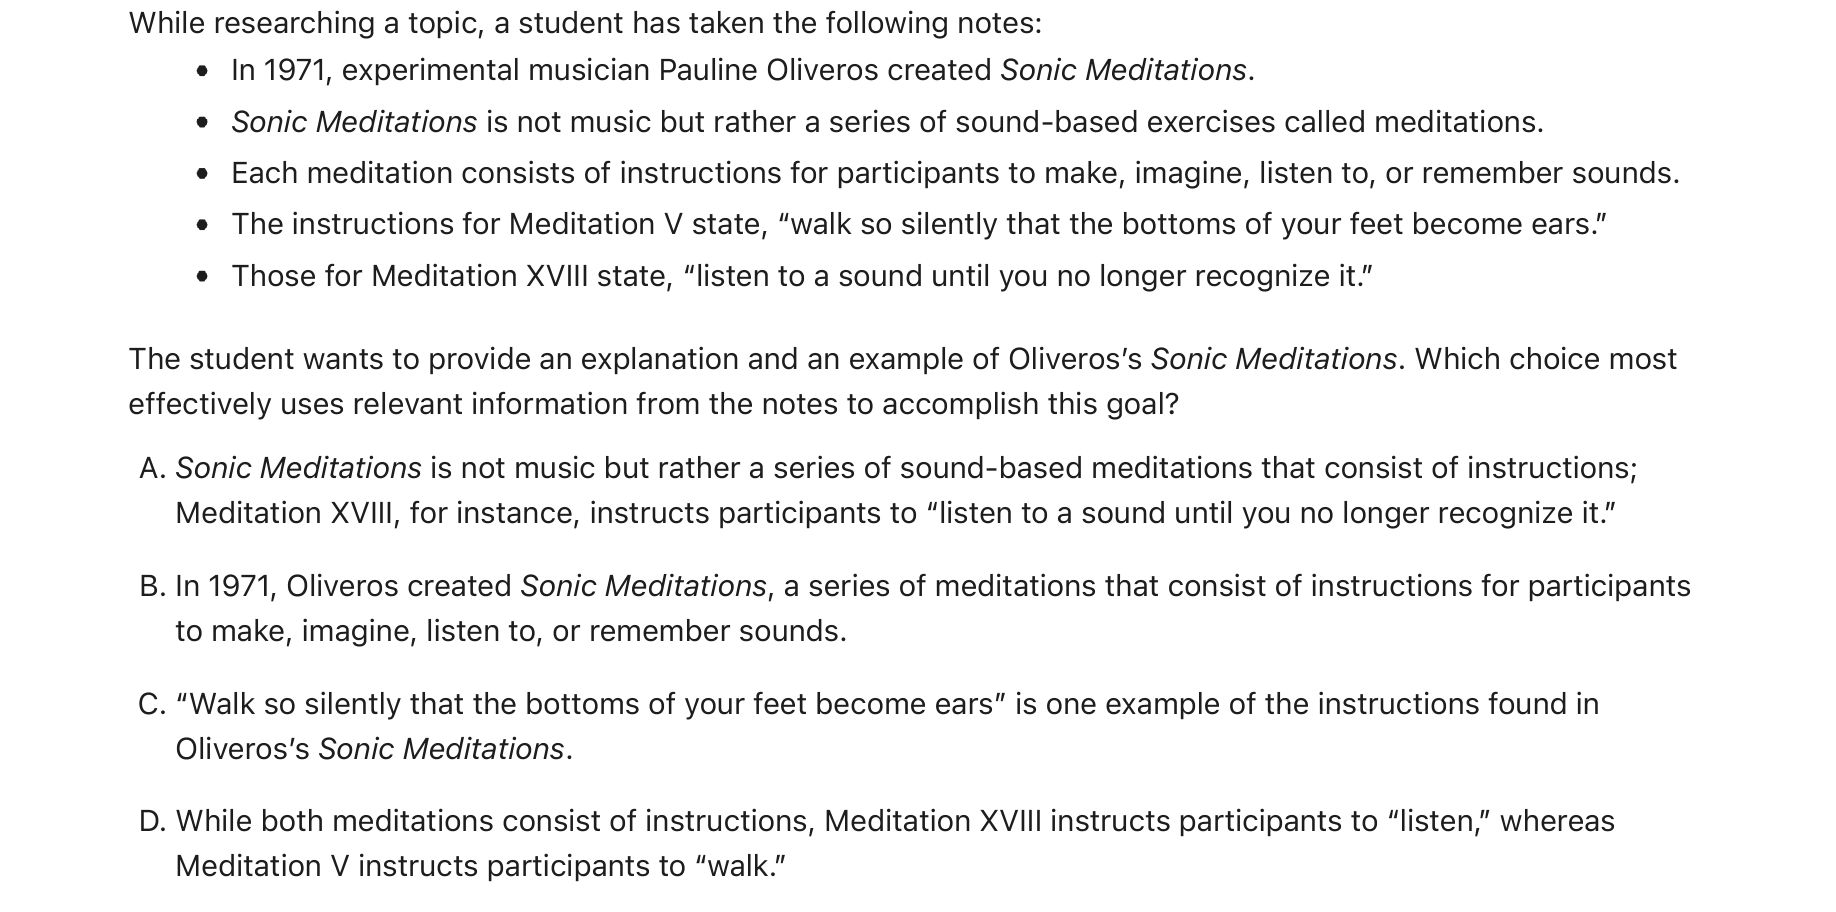 While researching a topic, a student has taken the following notes:
• In 1971, experimental musician Pauline Oliveros created Sonic Meditations.
• Sonic Meditations is not music but rather a series of sound-based exercises called meditations.
• Each meditation consists of instructions for participants to make, imagine, listen to, or remember sounds.
• The instructions for Meditation V state, “walk so silently that the bottoms of your feet become ears.”
• Those for Meditation XVIII state, “listen to a sound until you no longer recognize it.”
The student wants to provide an explanation and an example of Oliveros’s Sonic Meditations. Which choice most
effectively uses relevant information from the notes to accomplish this goal?
A. Sonic Meditations is not music but rather a series of sound-based meditations that consist of instructions;
Meditation XVIII, for instance, instructs participants to “listen to a sound until you no longer recognize it.”
B. In 1971, Oliveros created Sonic Meditations, a series of meditations that consist of instructions for participants
to make, imagine, listen to, or remember sounds.
C. “Walk so silently that the bottoms of your feet become ears” is one example of the instructions found in
Oliveros’s Sonic Meditations.
D. While both meditations consist of instructions, Meditation XVIII instructs participants to “listen,” whereas
Meditation V instructs participants to “walk.”